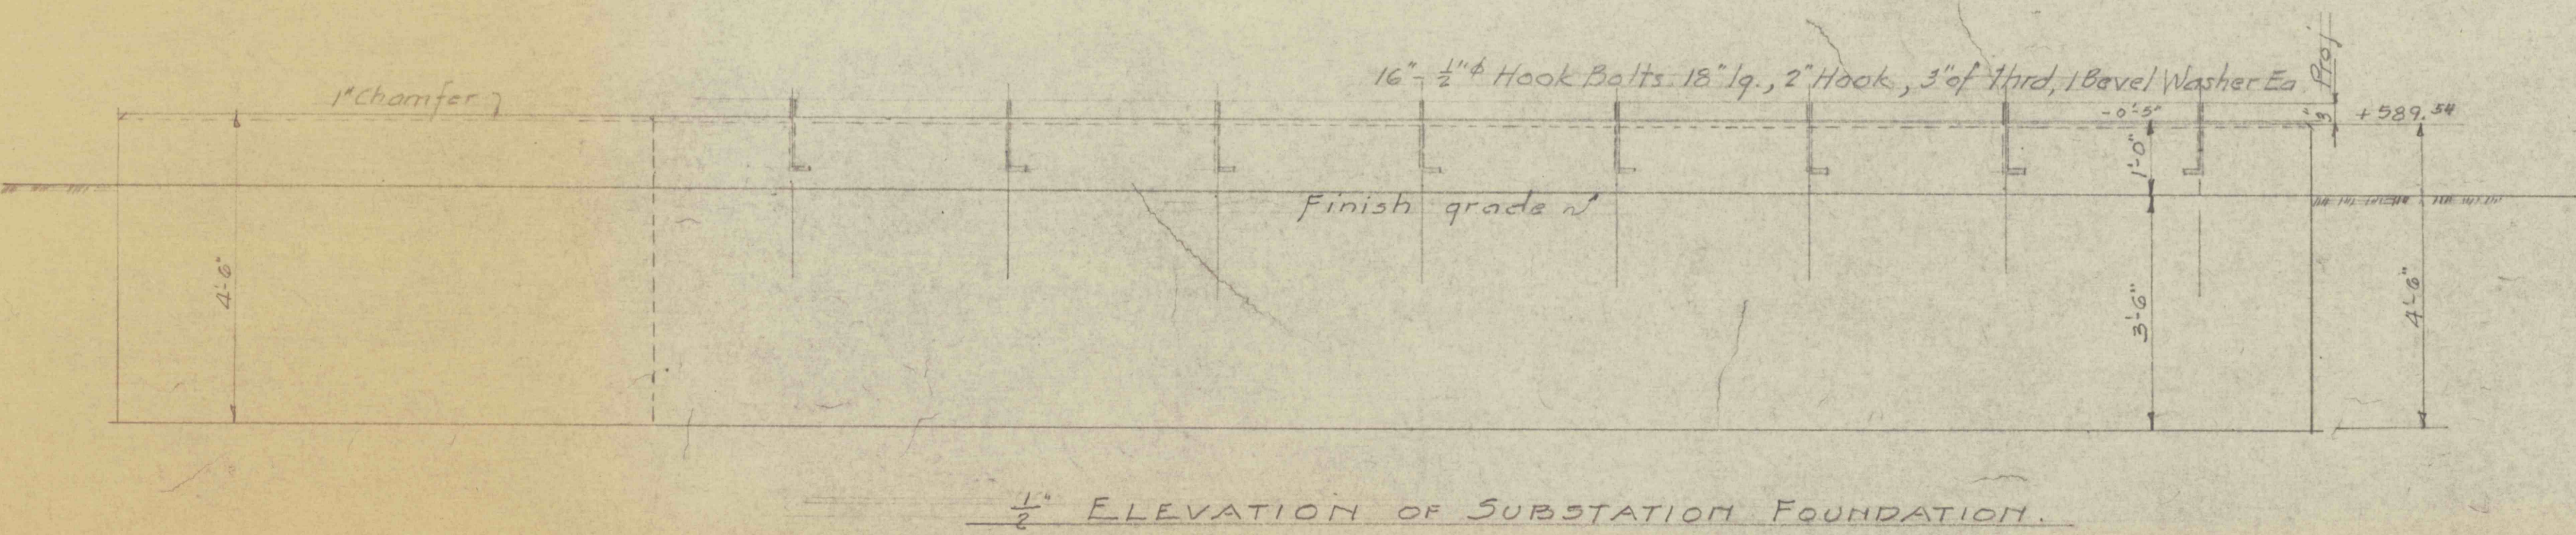 1" Chamfer
16"- 1/2"ϕ Hook Bolts 18" lg., 2" Hook, 3" of Thrd, 1 Bevel Washer Ea
3" Proj
-0'-5"
+589.54
1'-0"
Finish grade
4'-6"
3'-6"
4'-6"
1/2" ELEVATION OF SUBSTATION FOUNDATION.